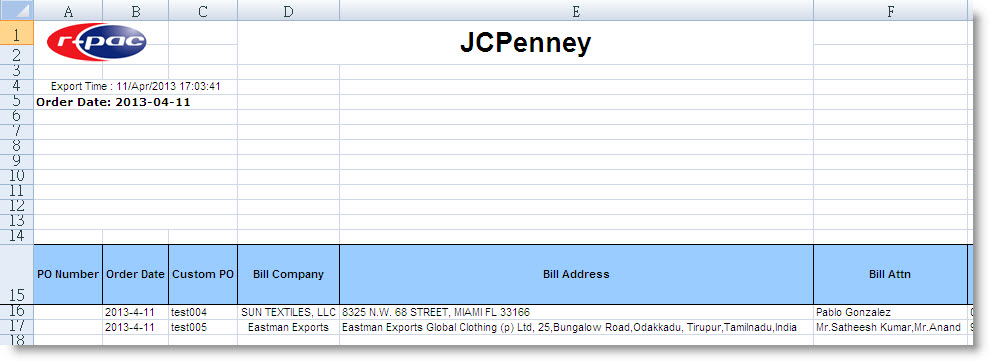 A B C D E F
1
r-pac JCPenney
2
3
4 Export Time : 11/Apr/2013 17:03:41
5 Order Date: 2013-04-11
6
7
8
9
10
11
12
13
14
15 PO Number Order Date Custom PO Bill Company Bill Address Bill Attn
16 2013-4-11 test004 SUN TEXTILES, LLC 8325 N.W. 68 STREET, MIAMI FL 33166 Pablo Gonzalez
17 2013-4-11 test005 Eastman Exports Eastman Exports Global Clothing (p) Ltd, 25,Bungalow Road,Odakkadu, Tirupur,Tamilnadu,India Mr.Satheesh Kumar,Mr.Anand
18